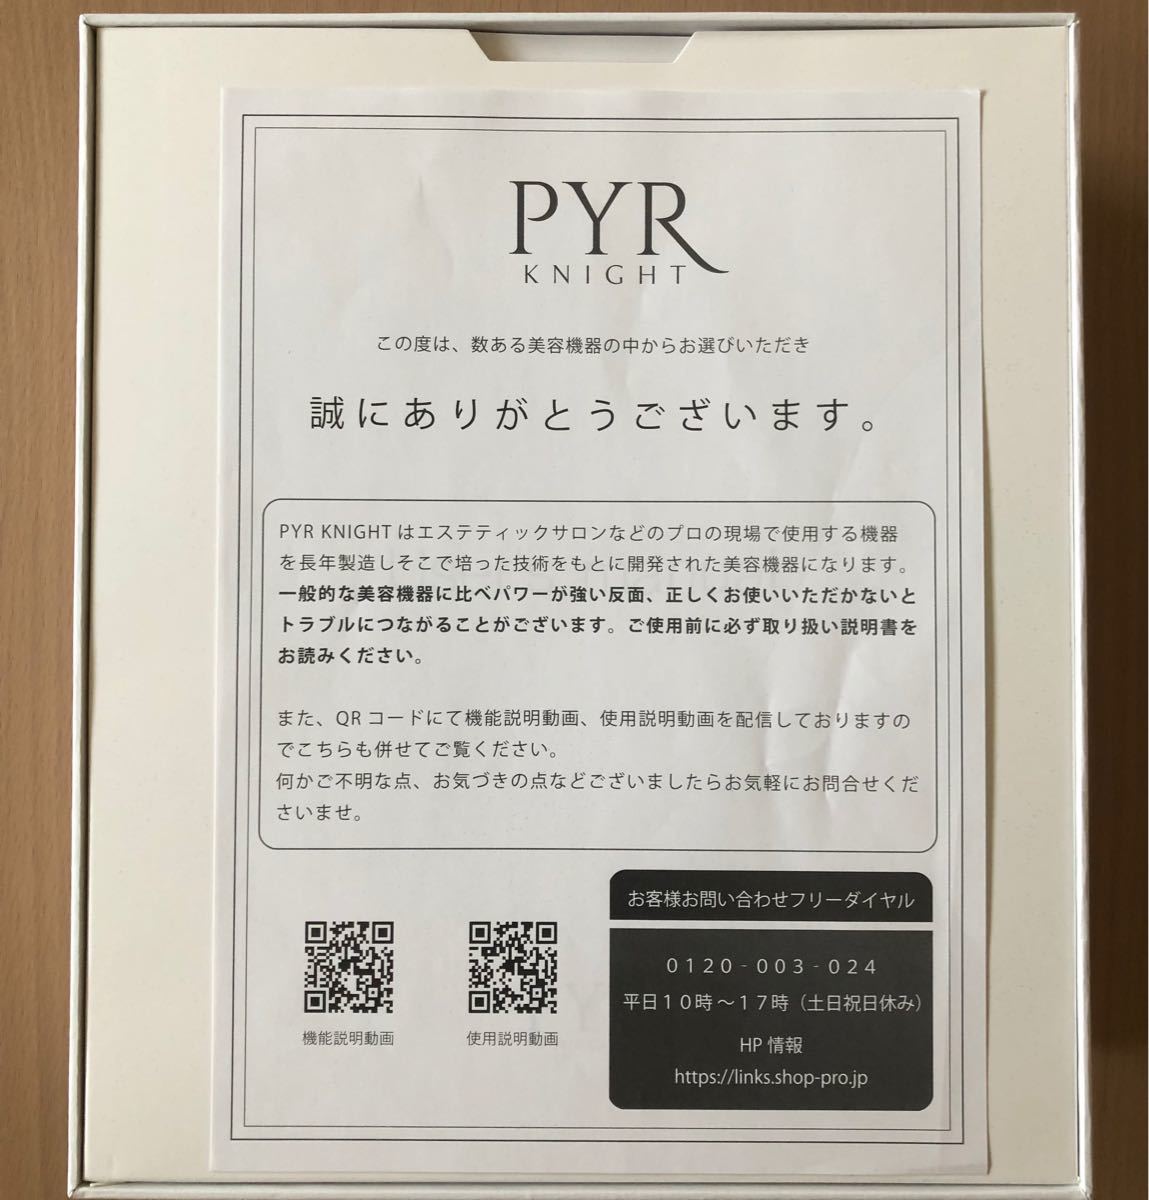 PYR
KNIGHT
この度は、数ある美容機器の中からお選びいただき
誠にありがとうございます。
PYR KNIGHT はエステティックサロンなどのプロの現場で使用する機器
を長年製造しそこで培った技術をもとに開発された美容機器になります。
一般的な美容機器に比べパワーが強い反面、正しくお使いいただかないと
トラブルにつながることがございます。ご使用前に必ず取り扱い説明書を
お読みください。
また、QR コードにて機能説明動画、使用説明動画を配信しておりますの
でこちらも併せてご覧ください。
何かご不明な点、お気づきの点などございましたらお気軽にお問合せくだ
さいませ。
機能説明動画
使用説明動画
お客様お問い合わせフリーダイヤル
０１２０‐００３‐０２４
平日１０時～１７時（土日祝日休み）
HP 情報
https://links.shop-pro.jp